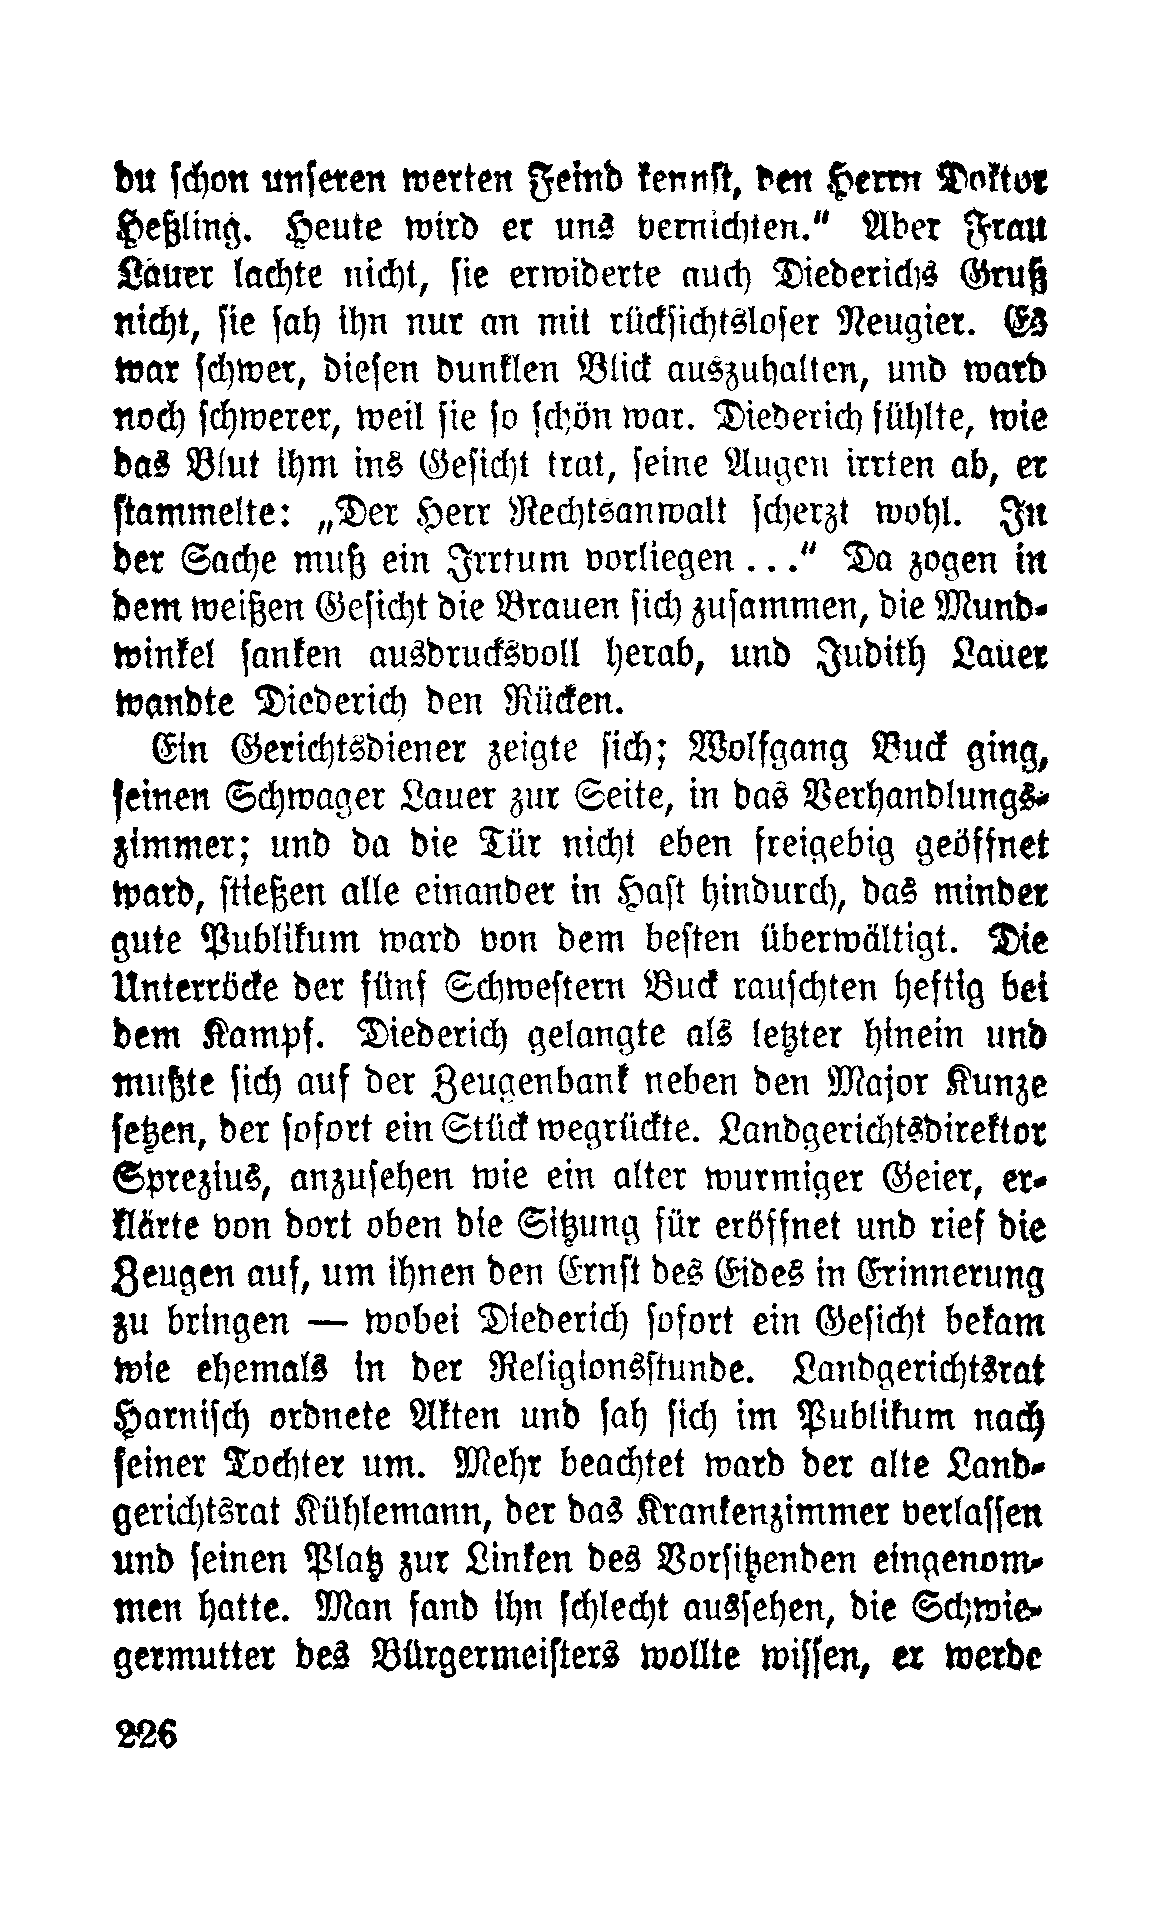 du schon unseren werten Feind kennst, den Herrn Doktor
Heßling. Heute wird er uns vernichten.“ Aber Frau
Lauer lachte nicht, sie erwiderte auch Diederichs Gruß
nicht, sie sah ihn nur an mit rücksichtsloser Neugier. Es
war schwer, diesen dunklen Blick auszuhalten, und ward
noch schwerer, weil sie so schön war. Diederich fühlte, wie
das Blut ihm ins Gesicht trat, seine Augen irrten ab, er
stammelte: „Der Herr Rechtsanwalt scherzt wohl. In
der Sache muß ein Irrtum vorliegen . . .“ Da zogen in
dem weißen Gesicht die Brauen sich zusammen, die Mund-
winkel sanken ausdrucksvoll herab, und Judith Lauer
wandte Diederich den Rücken.
Ein Gerichtsdiener zeigte sich; Wolfgang Buck ging,
seinen Schwager Lauer zur Seite, in das Verhandlungs-
zimmer; und da die Tür nicht eben freigebig geöffnet
ward, stießen alle einander in Hast hindurch, das minder
gute Publikum ward von dem besten überwältigt. Die
Unterröcke der fünf Schwestern Buck rauschten heftig bei
dem Kampf. Diederich gelangte als letzter hinein und
mußte sich auf der Zeugenbank neben den Major Kunze
setzen, der sofort ein Stück wegrückte. Landgerichtsdirektor
Sprezius, anzusehen wie ein alter wurmiger Geier, er-
klärte von dort oben die Sitzung für eröffnet und rief die
Zeugen auf, um ihnen den Ernst des Eides in Erinnerung
zu bringen — wobei Diederich sofort ein Gesicht bekam
wie ehemals in der Religionsstunde. Landgerichtsrat
Harnisch ordnete Akten und sah sich im Publikum nach
seiner Tochter um. Mehr beachtet ward der alte Land-
gerichtsrat Kühlemann, der das Krankenzimmer verlassen
und seinen Platz zur Linken des Vorsitzenden eingenom-
men hatte. Man fand ihn schlecht aussehen, die Schwie-
germutter des Bürgermeisters wollte wissen, er werde
226